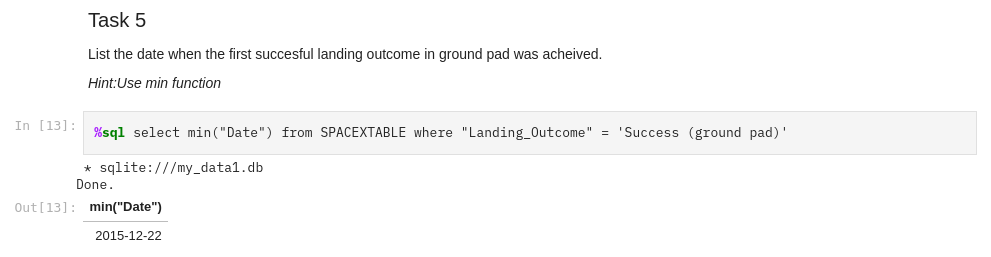 Task 5
List the date when the first succesful landing outcome in ground pad was acheived.
Hint:Use min function
In [13]: %sql select min("Date") from SPACEXTABLE where "Landing_Outcome" = 'Success (ground pad)'
* sqlite:///my_data1.db
Done.
Out[13]: min("Date")
2015-12-22